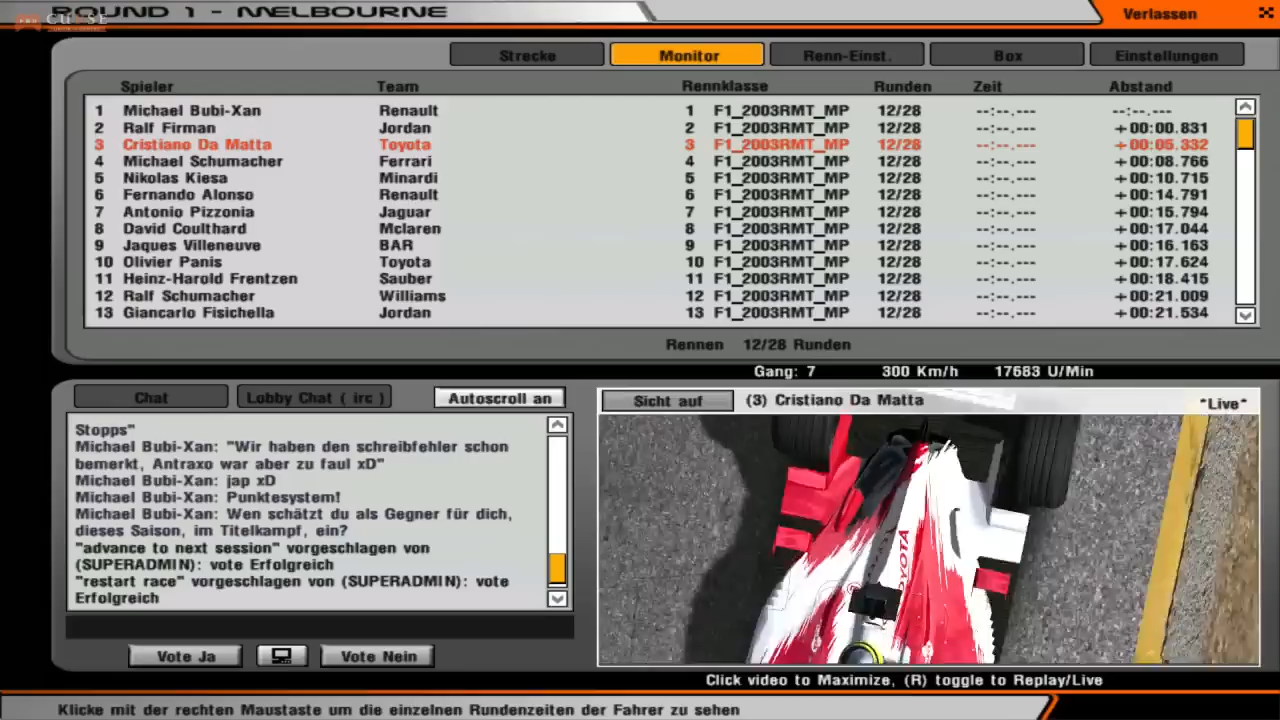 ROUND 1 - MELBOURNE
CURSE
Verlassen
Strecke Monitor Renn-Einst. Box Einstellungen
Spieler Team Rennklasse Runden Zeit Abstand
1 Michael Bubi-Xan Renault 1 F1_2003RMT_MP 12/28 --:--.--- --:--.---
2 Ralf Firman Jordan 2 F1_2003RMT_MP 12/28 --:--.--- +00:00.831
3 Cristiano Da Matta Toyota 3 F1_2003RMT_MP 12/28 --:--.--- +00:05.332
4 Michael Schumacher Ferrari 4 F1_2003RMT_MP 12/28 --:--.--- +00:08.766
5 Nikolas Kiesa Minardi 5 F1_2003RMT_MP 12/28 --:--.--- +00:10.715
6 Fernando Alonso Renault 6 F1_2003RMT_MP 12/28 --:--.--- +00:14.791
7 Antonio Pizzonia Jaguar 7 F1_2003RMT_MP 12/28 --:--.--- +00:15.794
8 David Coulthard Mclaren 8 F1_2003RMT_MP 12/28 --:--.--- +00:17.044
9 Jaques Villeneuve BAR 9 F1_2003RMT_MP 12/28 --:--.--- +00:16.163
10 Olivier Panis Toyota 10 F1_2003RMT_MP 12/28 --:--.--- +00:17.624
11 Heinz-Harold Frentzen Sauber 11 F1_2003RMT_MP 12/28 --:--.--- +00:18.415
12 Ralf Schumacher Williams 12 F1_2003RMT_MP 12/28 --:--.--- +00:21.009
13 Giancarlo Fisichella Jordan 13 F1_2003RMT_MP 12/28 --:--.--- +00:21.534
Rennen 12/28 Runden
Gang: 7 300 Km/h 17683 U/Min
Chat Lobby Chat ( irc ) Autoscroll an
Stopps"
Michael Bubi-Xan: "Wir haben den schreibfehler schon
bemerkt, Antraxo war aber zu faul xD"
Michael Bubi-Xan: jap xD
Michael Bubi-Xan: Punktesystem!
Michael Bubi-Xan: Wen schätzt du als Gegner für dich,
dieses Saison, im Titelkampf, ein?
"advance to next session" vorgeschlagen von
(SUPERADMIN): vote Erfolgreich
"restart race" vorgeschlagen von (SUPERADMIN): vote
Erfolgreich
Vote Ja Vote Nein
Sicht auf (3) Cristiano Da Matta *Live*
TOYOTA
Click video to Maximize, (R) toggle to Replay/Live
Klicke mit der rechten Maustaste um die einzelnen Rundenzeiten der Fahrer zu sehen